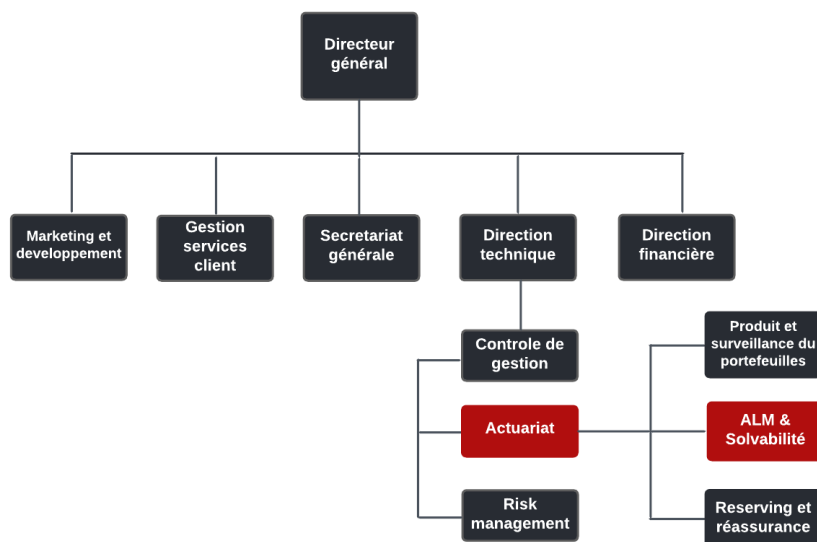 Directeur
général
Marketing et
developpement
Gestion
services
client
Secretariat
générale
Direction
technique
Direction
financière
Controle de
gestion
Produit et
surveillance du
portefeuilles
Actuariat
ALM &
Solvabilité
Risk
management
Reserving et
réassurance